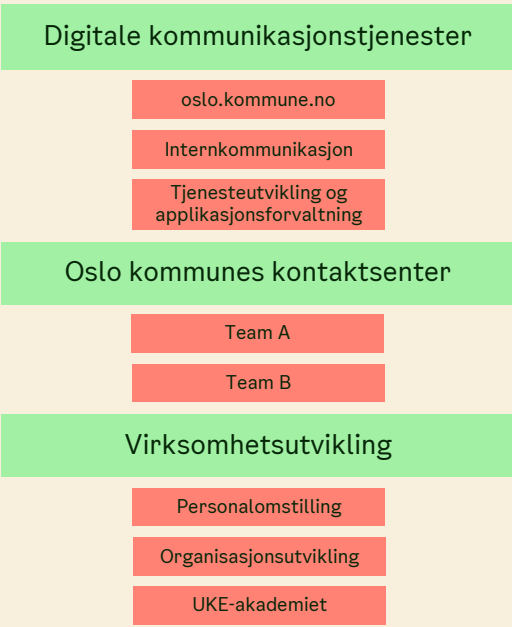 Digitale kommunikasjonstjenester
oslo.kommune.no
Internkommunikasjon
Tjenesteutvikling og
applikasjonsforvaltning
Oslo kommunes kontaktsenter
Team A
Team B
Virksomhetsutvikling
Personalomstilling
Organisasjonsutvikling
UKE-akademiet